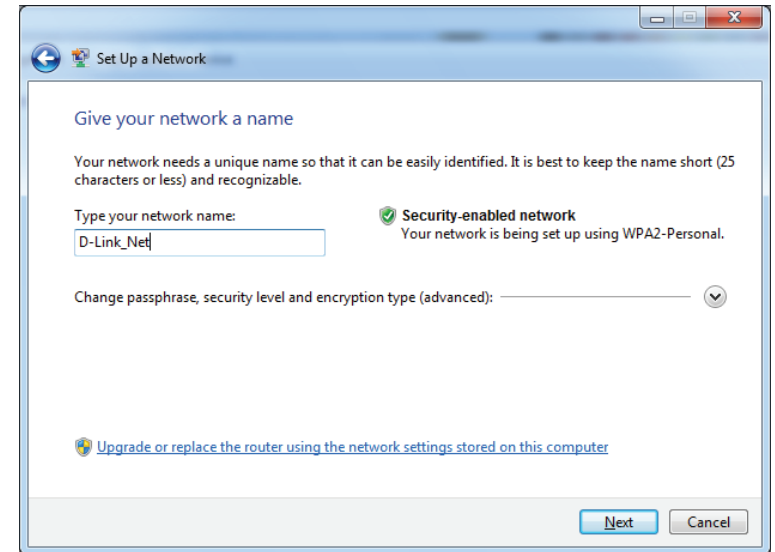 Set Up a Network
Give your network a name
Your network needs a unique name so that it can be easily identified. It is best to keep the name short (25
characters or less) and recognizable.
Type your network name:
D-Link_Net
Security-enabled network
Your network is being set up using WPA2-Personal.
Change passphrase, security level and encryption type (advanced):
Upgrade or replace the router using the network settings stored on this computer
Next
Cancel